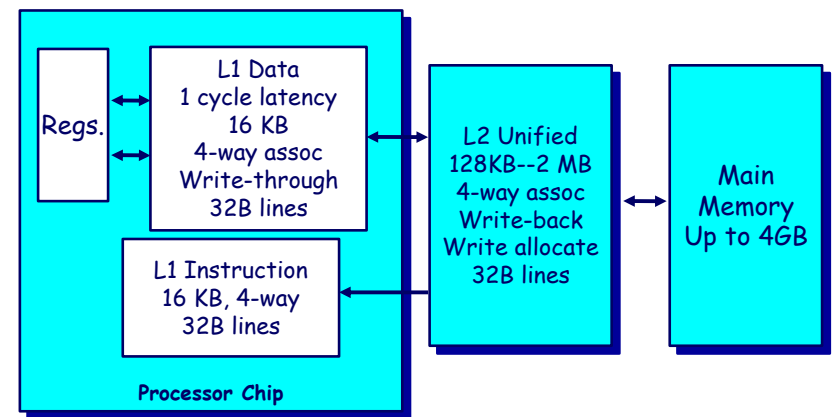 Regs.
L1 Data
1 cycle latency
16 KB
4-way assoc
Write-through
32B lines
L1 Instruction
16 KB, 4-way
32B lines
Processor Chip
L2 Unified
128KB--2 MB
4-way assoc
Write-back
Write allocate
32B lines
Main
Memory
Up to 4GB